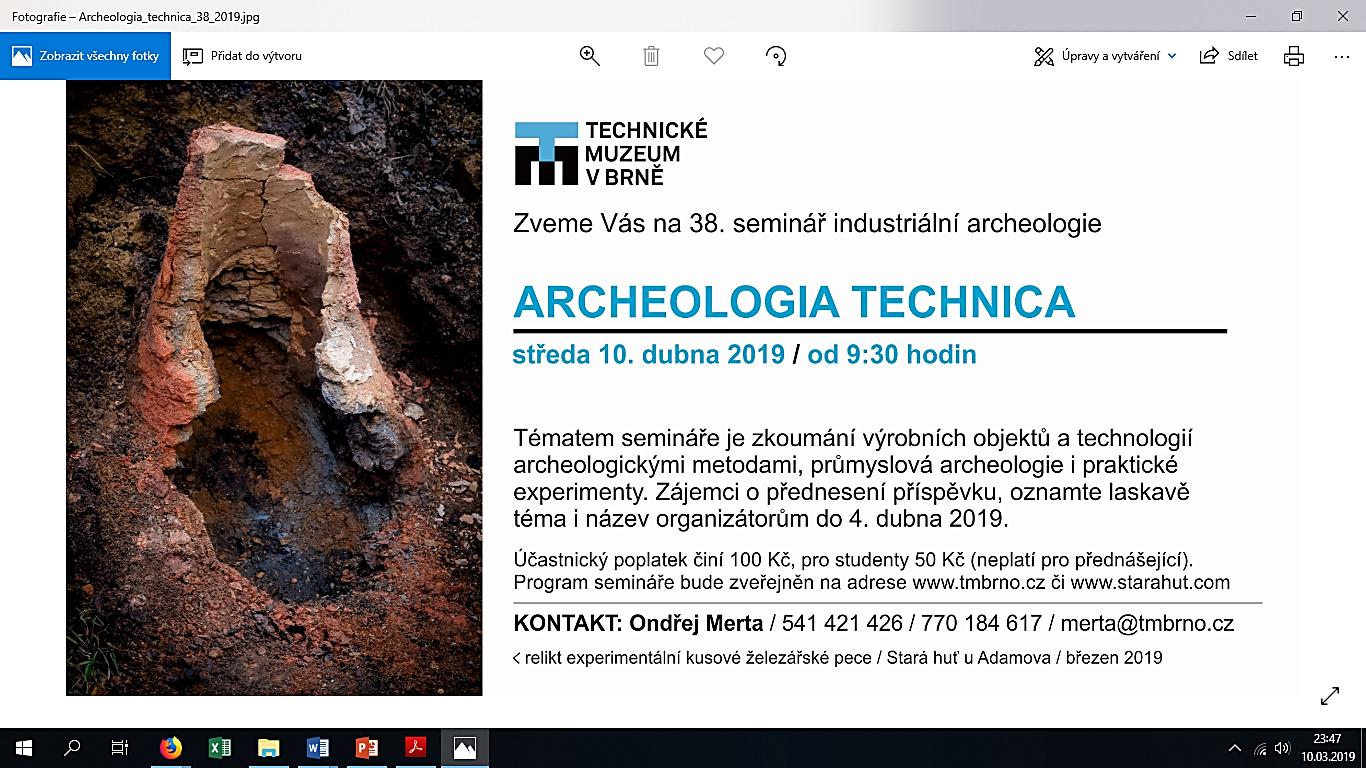 Fotografie – Archeologia_technica_38_2019.jpg
Zobrazit všechny fotky
Přidat do výtvoru
Úpravy a vytváření
Sdílet
TECHNICKÉ
MUZEUM
V BRNĚ
Zveme Vás na 38. seminář industriální archeologie
ARCHEOLOGIA TECHNICA
středa 10. dubna 2019 / od 9:30 hodin
Tématem semináře je zkoumání výrobních objektů a technologií
archeologickými metodami, průmyslová archeologie i praktické
experimenty. Zájemci o přednesení příspěvku, oznamte laskavě
téma i název organizátorům do 4. dubna 2019.
Účastnický poplatek činí 100 Kč, pro studenty 50 Kč (neplatí pro přednášející).
Program semináře bude zveřejněn na adrese www.tmbrno.cz či www.starahut.com
KONTAKT: Ondřej Merta / 541 421 426 / 770 184 617 / merta@tmbrno.cz
< relikt experimentální kusové železářské pece / Stará huť u Adamova / březen 2019
23:47
10.03.2019